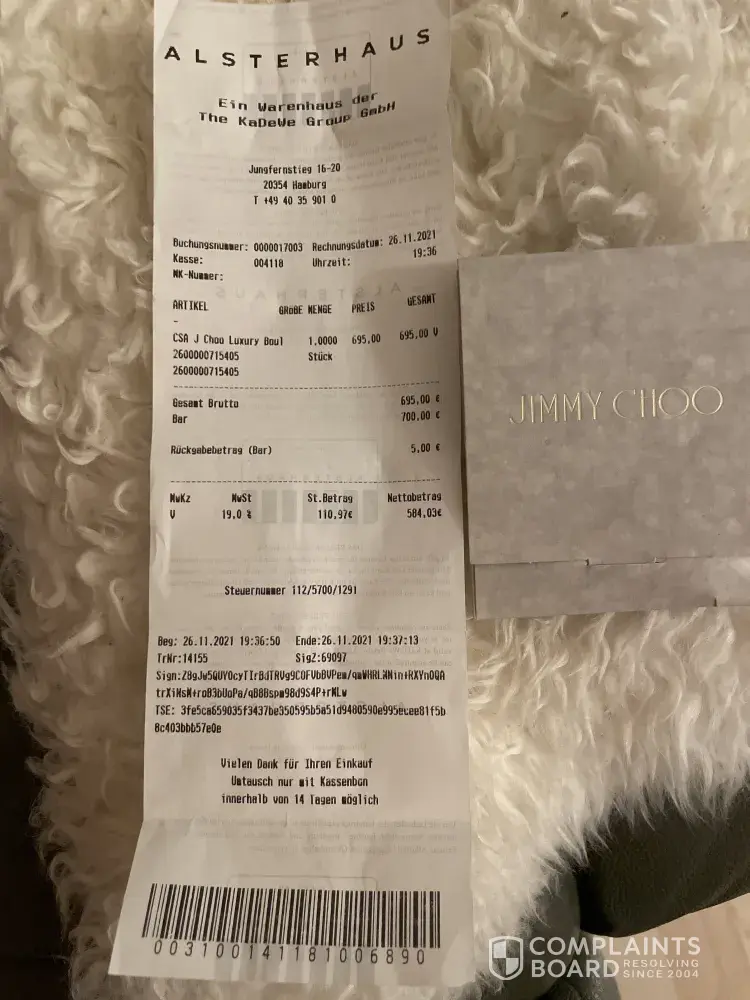 ALSTERHAUS
Ein Warenhaus der
The KaDeWe Group GmbH
Jungfernstieg 16-20
20354 Hamburg
T +49 40 35 901 0
Buchungsnummer: 0000017003 Rechnungsdatum: 26.11.2021
Kasse: 004118 Uhrzeit: 19:36
NK-Nummer:
ARTIKEL GRÖßE MENGE PREIS GESAMT
-
CSA J Choo Luxury Boul 1,0000 695,00 695,00 V
2600000715405 Stück
2600000715405
Gesamt Brutto 695,00 €
Bar 700,00 €
Rückgabebetrag (Bar) 5,00 €
MwKz MwSt St.Betrag Nettobetrag
V 19.0 % 110,97€ 584,03€
Steuernummer 112/5700/1291
Beg: 26.11.2021 19:36:50 Ende:26.11.2021 19:37:13
TrNr:14155 SigZ:69097
Vielen Dank für Ihren Einkauf
Umtausch nur mit Kassenbon
innerhalb von 14 Tagen möglich
003100141181006890
JIMMY CHOO
COMPLAINTS
BOARD RESOLVING
SINCE 2004